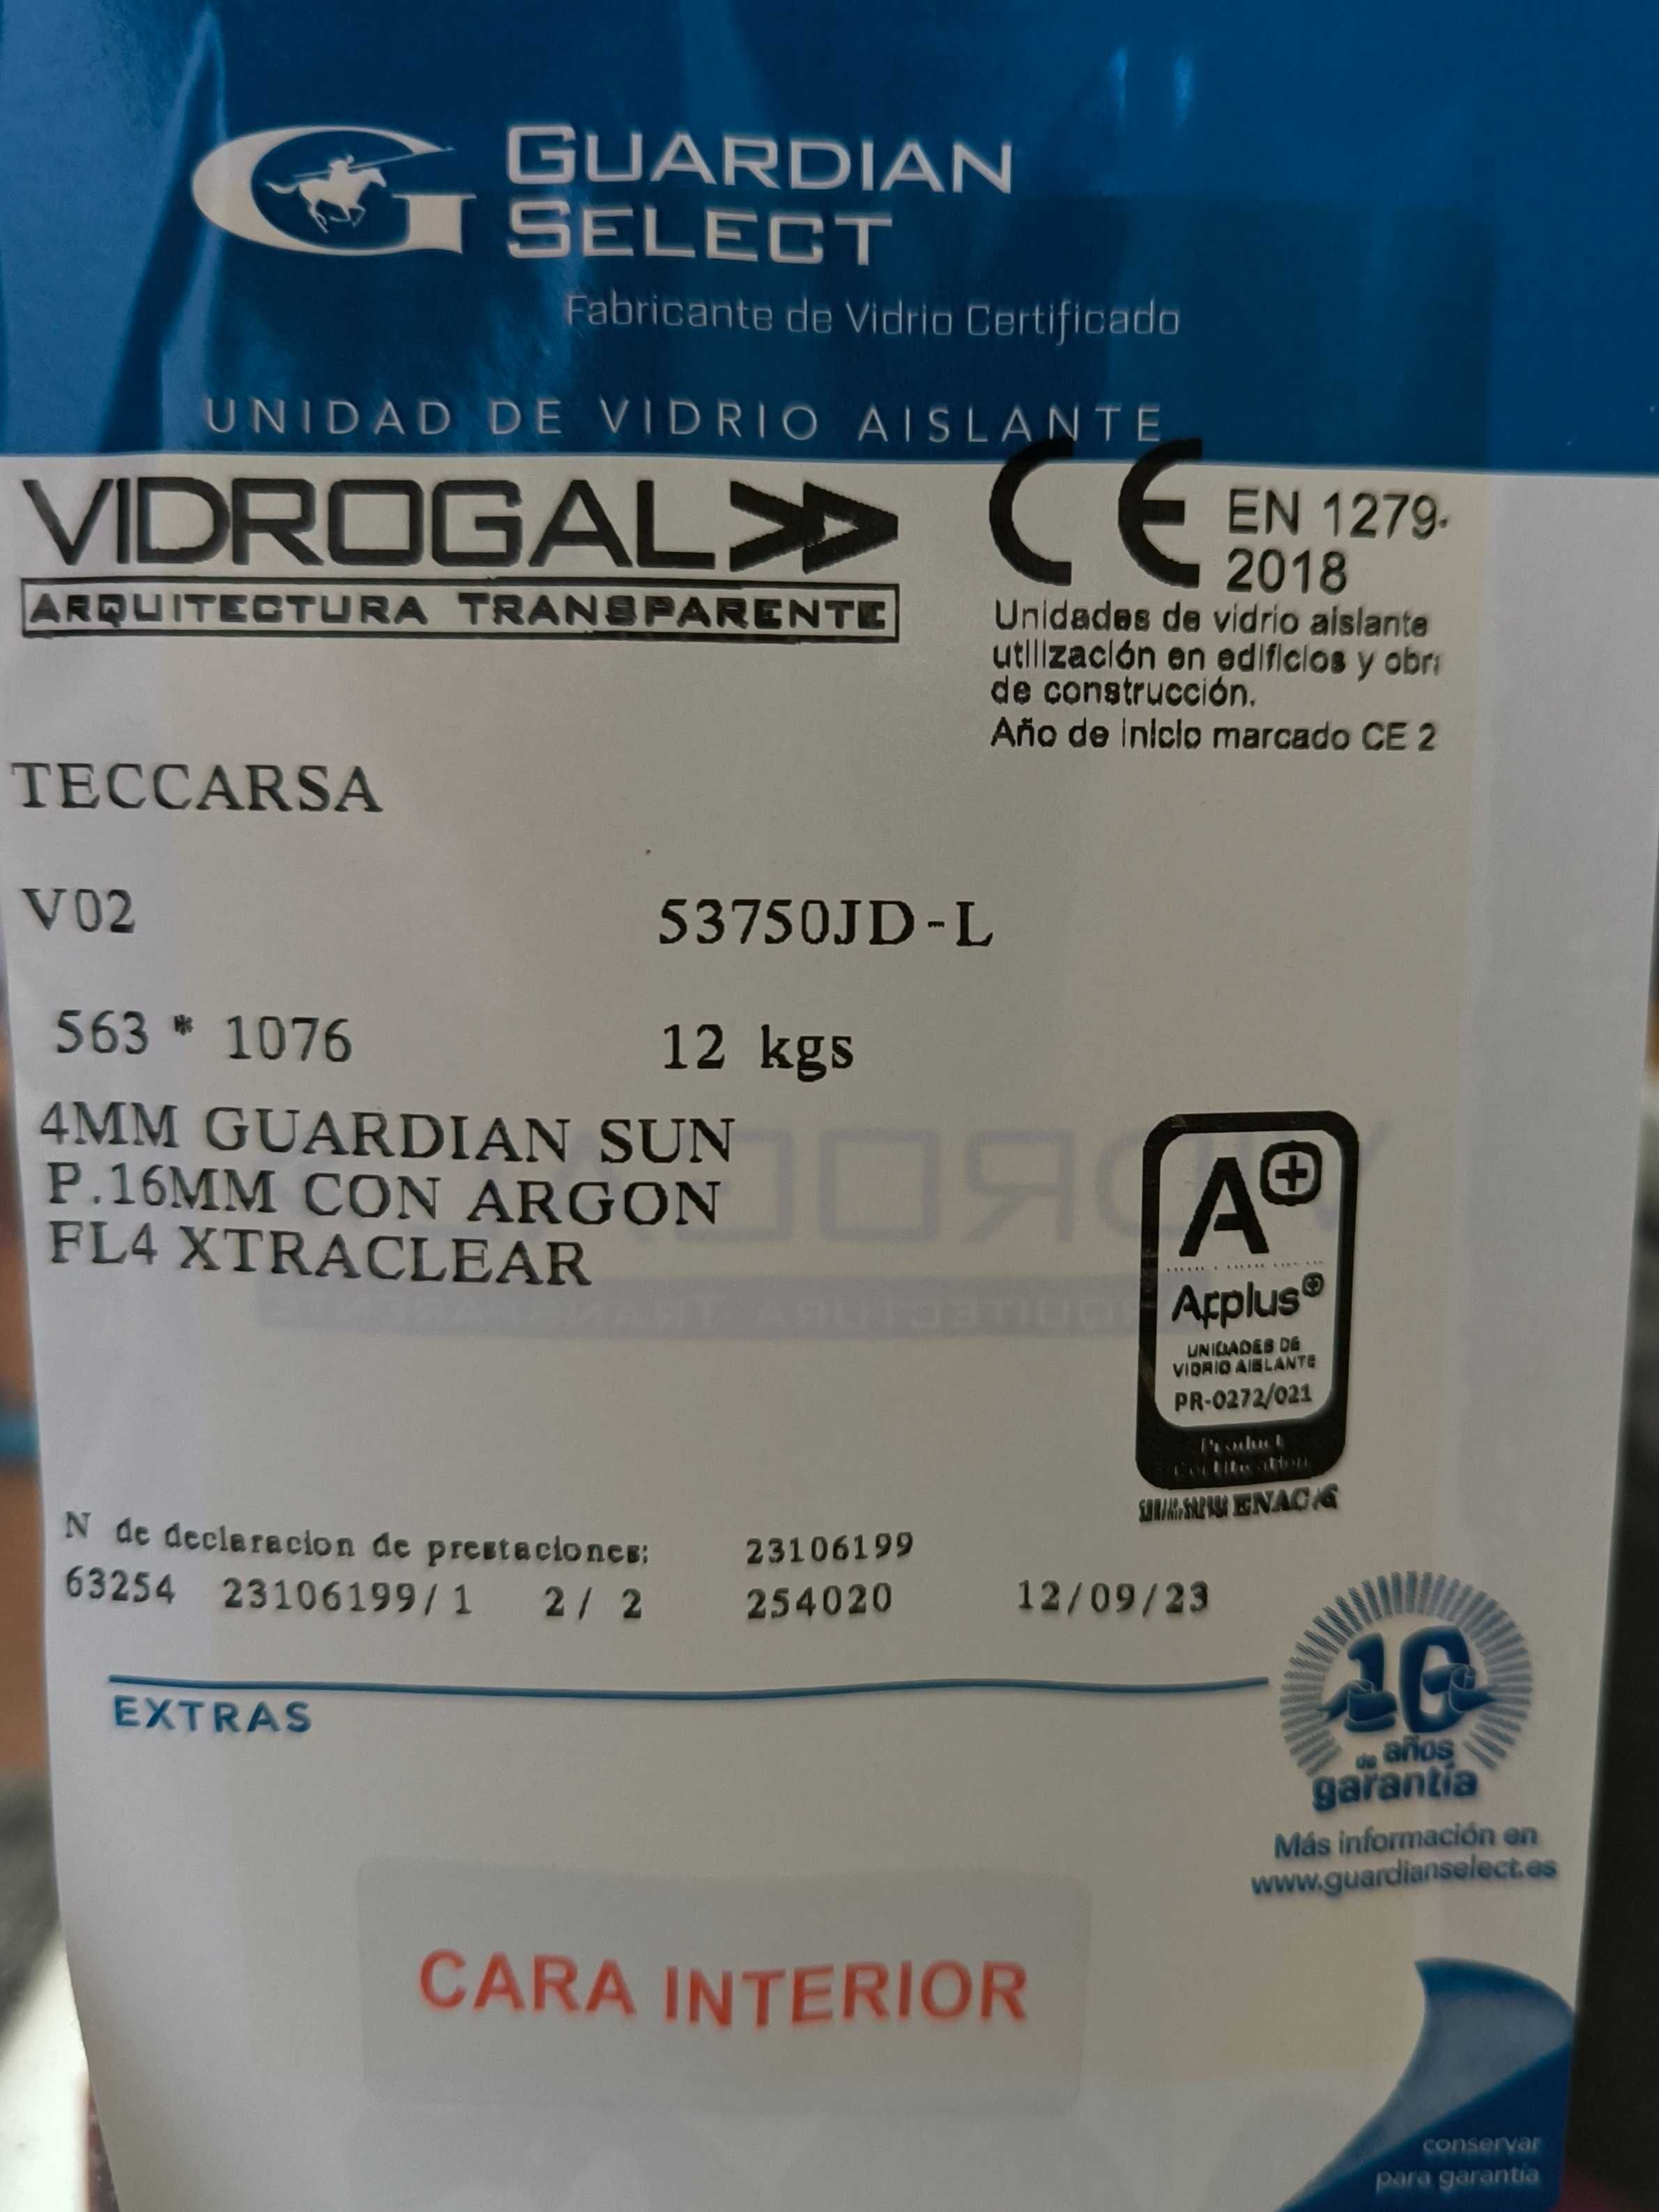 GUARDIAN
SELECT
Fabricante de Vidrio Certificado
UNIDAD DE VIDRIO AISLANTE
VIDROGAL
ARQUITECTURA TRANSPARENTE
CE EN 1279-
2018
Unidades de vidrio aislante
utilización en edificios y obr
de construcción.
Año de inicio marcado CE 2
TECCARSA
V02 53750JD-L
563 * 1076 12 kgs
4MM GUARDIAN SUN
P.16MM CON ARGON
FL4 XTRACLEAR
A+
Applus+
UNIDADES DE
VIDRIO AISLANTE
PR-0272/021
Product
Certification
ENAC
N de declaracion de prestaciones: 23106199
63254 23106199/1 2/ 2 254020 12/09/23
EXTRAS
10
de años
garantía
Más información en
www.guardianselect.es
CARA INTERIOR
conservar
para garantía